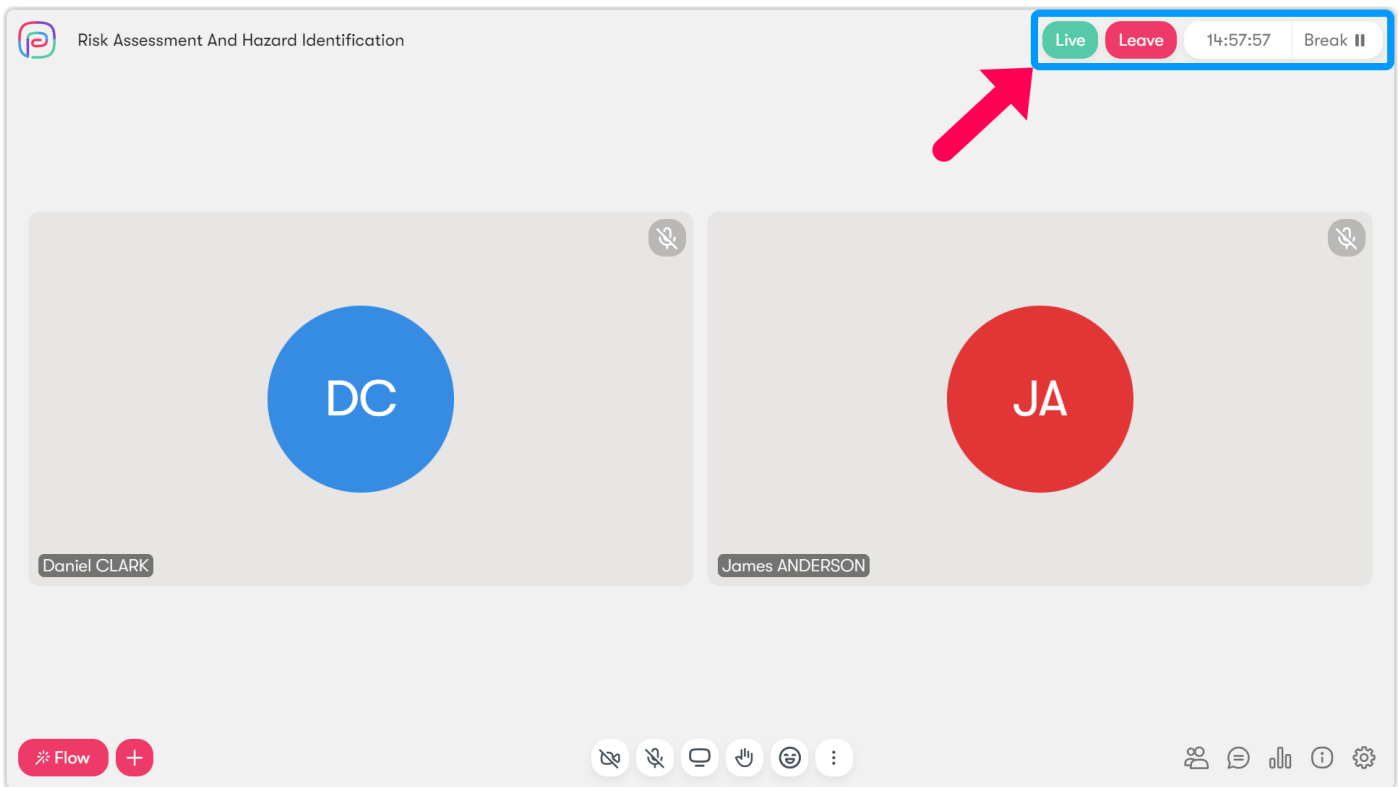 Risk Assessment And Hazard Identification
Live
Leave
14:57:57
Break
DC
JA
Daniel CLARK
James ANDERSON
Flow